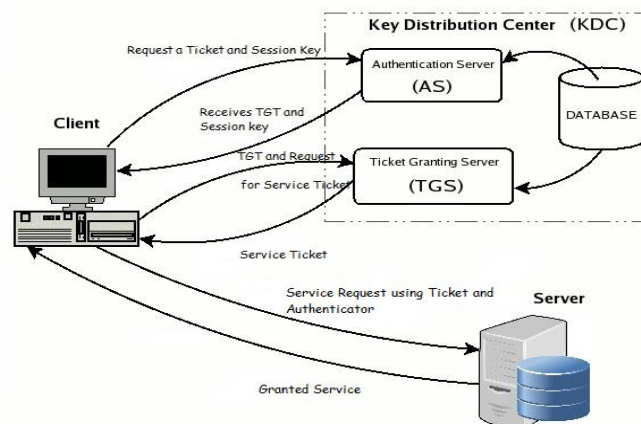 Key Distribution Center (KDC)
Request a Ticket and Session Key
Authentication Server
(AS)
Receives TGT and
Session key
DATABASE
Client
TGT and Request
for Service Ticket
Ticket Granting Server
(TGS)
Service Ticket
Service Request using Ticket and
Authenticator
Server
Granted Service